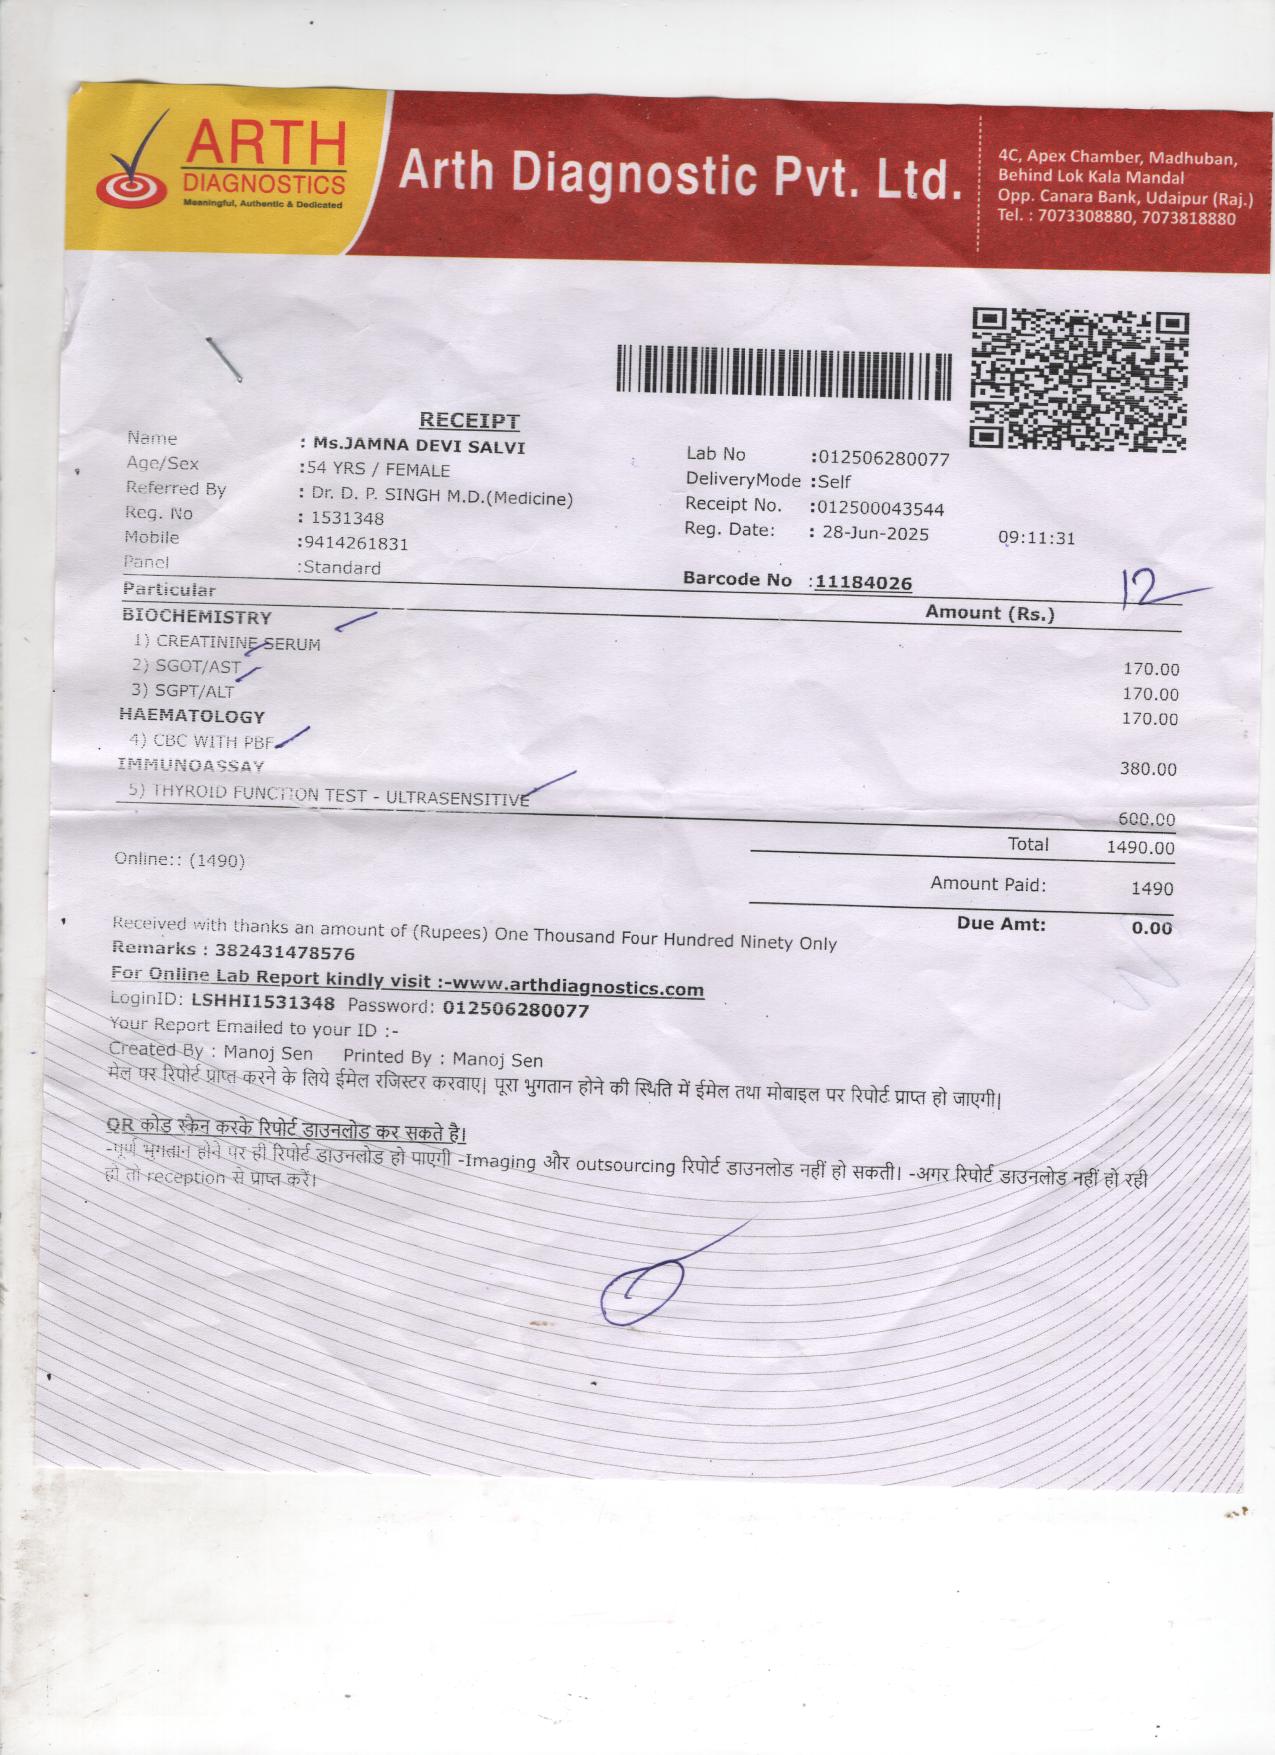 ARTH
DIAGNOSTICS
Meaningful, Authentic & Dedicated
Arth Diagnostic Pvt. Ltd.
4C, Apex Chamber, Madhuban,
Behind Lok Kala Mandal
Opp. Canara Bank, Udaipur (Raj.)
Tel. : 7073308880, 7073818880
RECEIPT
Name : Ms.JAMNA DEVI SALVI
Age/Sex :54 YRS / FEMALE
Referred By : Dr. D. P. SINGH M.D.(Medicine)
Reg. No : 1531348
Mobile :9414261831
Panel :Standard
Lab No :012506280077
DeliveryMode :Self
Receipt No. :012500043544
Reg. Date: : 28-Jun-2025 09:11:31
Barcode No :11184026
12
Particular Amount (Rs.)
BIOCHEMISTRY
1) CREATININE SERUM 170.00
2) SGOT/AST 170.00
3) SGPT/ALT 170.00
HAEMATOLOGY
4) CBC WITH PBF 380.00
IMMUNOASSAY
5) THYROID FUNCTION TEST - ULTRASENSITIVE 600.00
Total 1490.00
Online:: (1490)
Amount Paid: 1490
Due Amt: 0.00
Received with thanks an amount of (Rupees) One Thousand Four Hundred Ninety Only
Remarks : 382431478576
For Online Lab Report kindly visit :-www.arthdiagnostics.com
LoginID: LSHHI1531348 Password: 012506280077
Your Report Emailed to your ID :-
Created By : Manoj Sen Printed By : Manoj Sen
मेल पर रिपोर्ट प्राप्त करने के लिये ईमेल रजिस्टर करवाए। पूरा भुगतान होने की स्थिति में ईमेल तथा मोबाइल पर रिपोर्ट प्राप्त हो जाएगी।
QR कोड स्कैन करके रिपोर्ट डाउनलोड कर सकते है।
-पूर्ण भुगतान होने पर ही रिपोर्ट डाउनलोड हो पाएगी -Imaging और outsourcing रिपोर्ट डाउनलोड नहीं हो सकती। -अगर रिपोर्ट डाउनलोड नहीं हो रही
हो तो reception से प्राप्त करें।